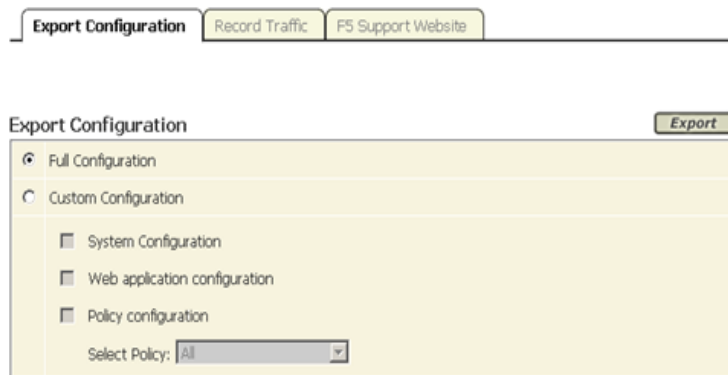 Export Configuration Record Traffic F5 Support Website
Export Configuration Export
Full Configuration
Custom Configuration
System Configuration
Web application configuration
Policy configuration
Select Policy: All